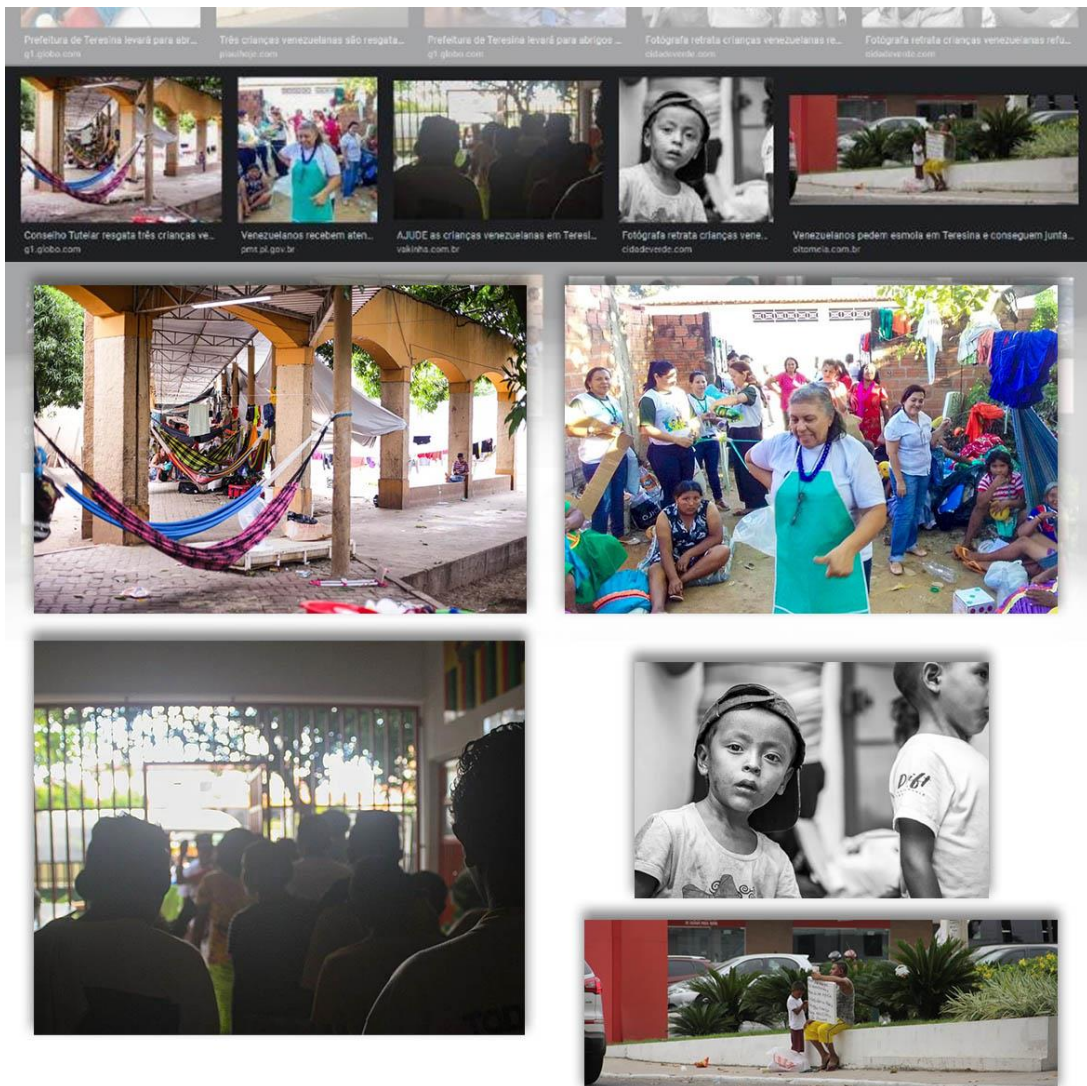 Prefeitura de Teresina levará para abr...
Três crianças venezuelanas são resgata...
Prefeitura de Teresina levará para abrigos ...
Fotógrafa retrata crianças venezuelanas re...
Fotógrafa retrata crianças venezuelanas refu...
g1.globo.com
piauihoje.com
g1.globo.com
cidadeverde.com
cidadeverde.com
Conselho Tutelar resgata três crianças ve...
Venezuelanos recebem aten...
AJUDE as crianças venezuelanas em Teresi...
Fotógrafa retrata crianças vene...
Venezuelanos pedem esmola em Teresina e conseguem junta...
g1.globo.com
pmt.pi.gov.br
vakinha.com.br
cidadeverde.com
oitomeia.com.br